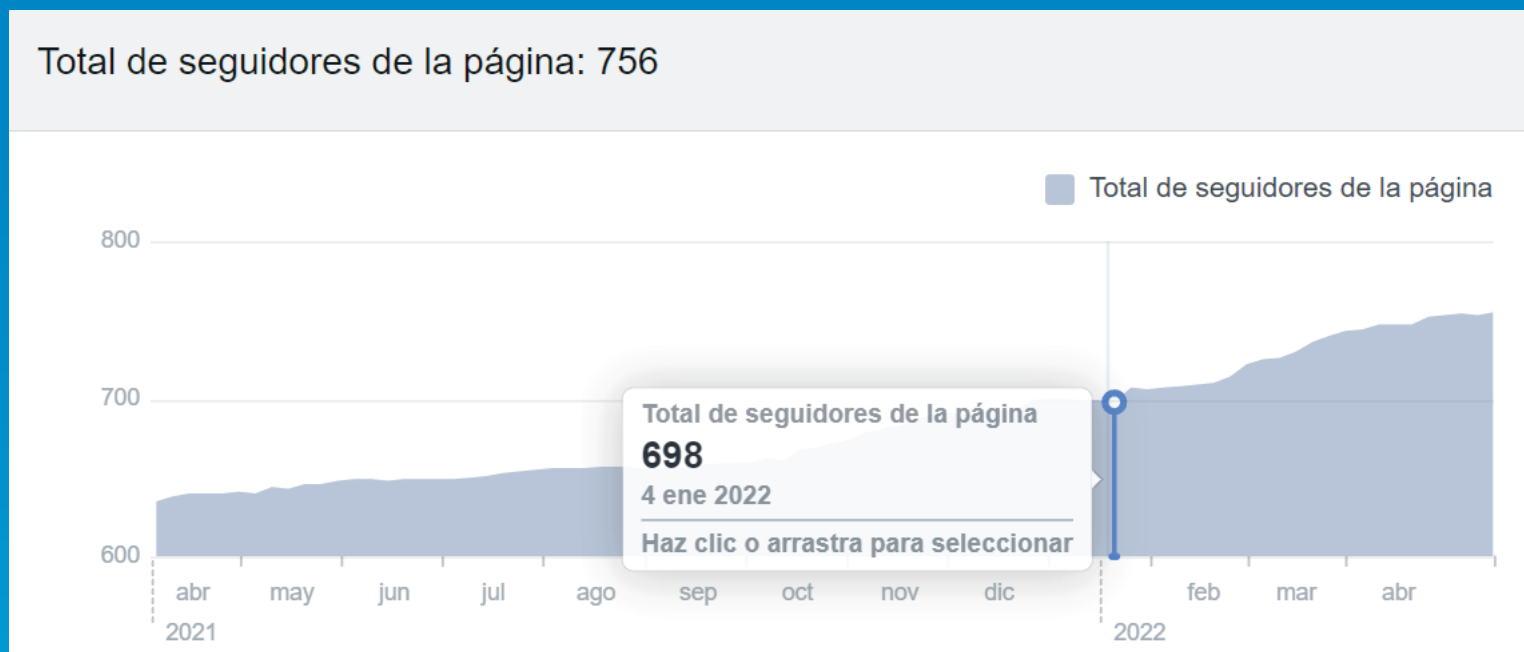 Total de seguidores de la página: 756
Total de seguidores de la página
800
700
600
Total de seguidores de la página
698
4 ene 2022
Haz clic o arrastra para seleccionar
abr may jun jul ago sep oct nov dic feb mar abr
2021 2022